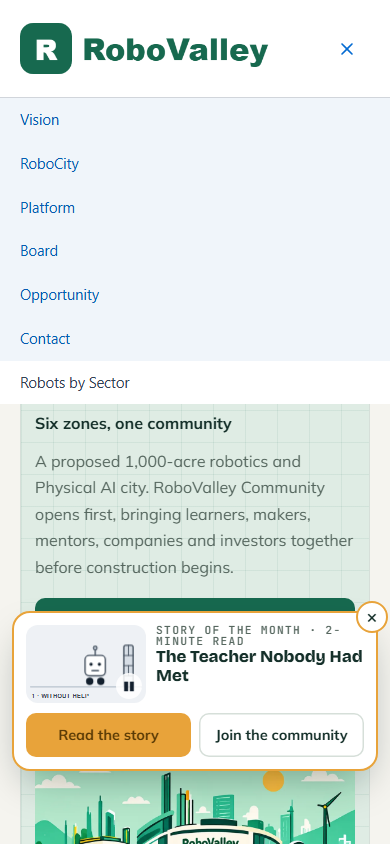 R RoboValley
Vision
RoboCity
Platform
Board
Opportunity
Contact
Robots by Sector
Six zones, one community
A proposed 1,000-acre robotics and
Physical AI city. RoboValley Community
opens first, bringing learners, makers,
mentors, companies and investors together
before construction begins.
STORY OF THE MONTH · 2-
MINUTE READ
The Teacher Nobody Had
Met
1 · WITHOUT HELP
Read the story
Join the community
RoboValley